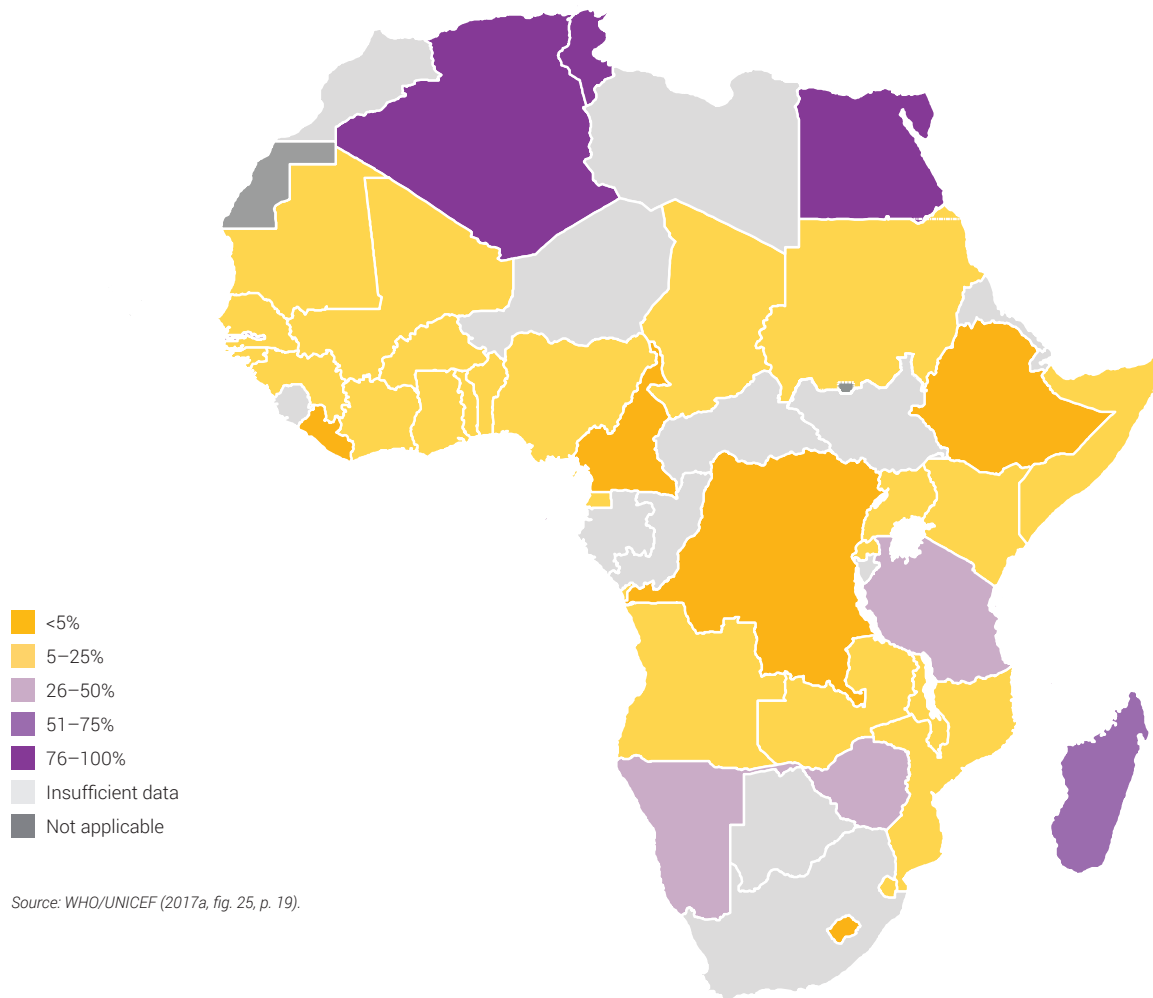 <5%
5–25%
26–50%
51–75%
76–100%
Insufficient data
Not applicable
Source: WHO/UNICEF (2017a, fig. 25, p. 19).